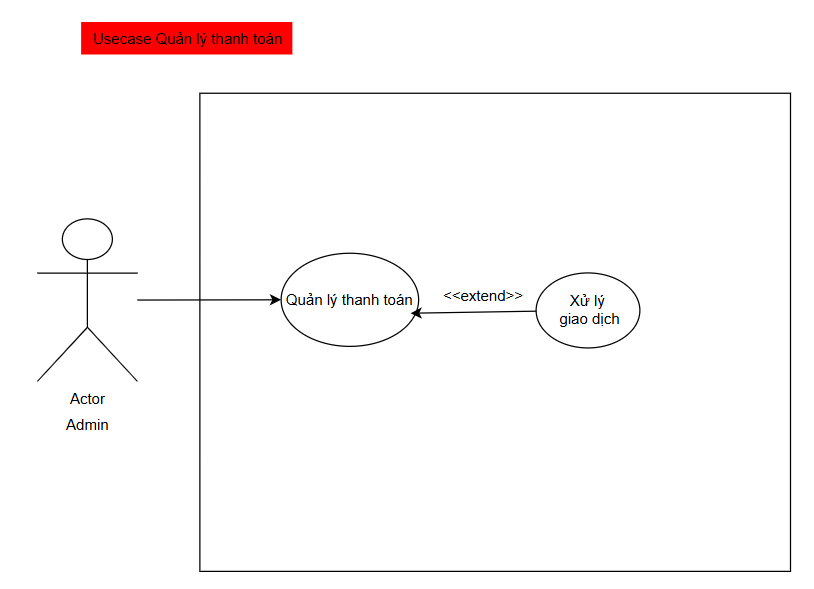 Usecase Quản lý thanh toán
Quản lý thanh toán
<<extend>>
Xử lý
giao dịch
Actor
Admin